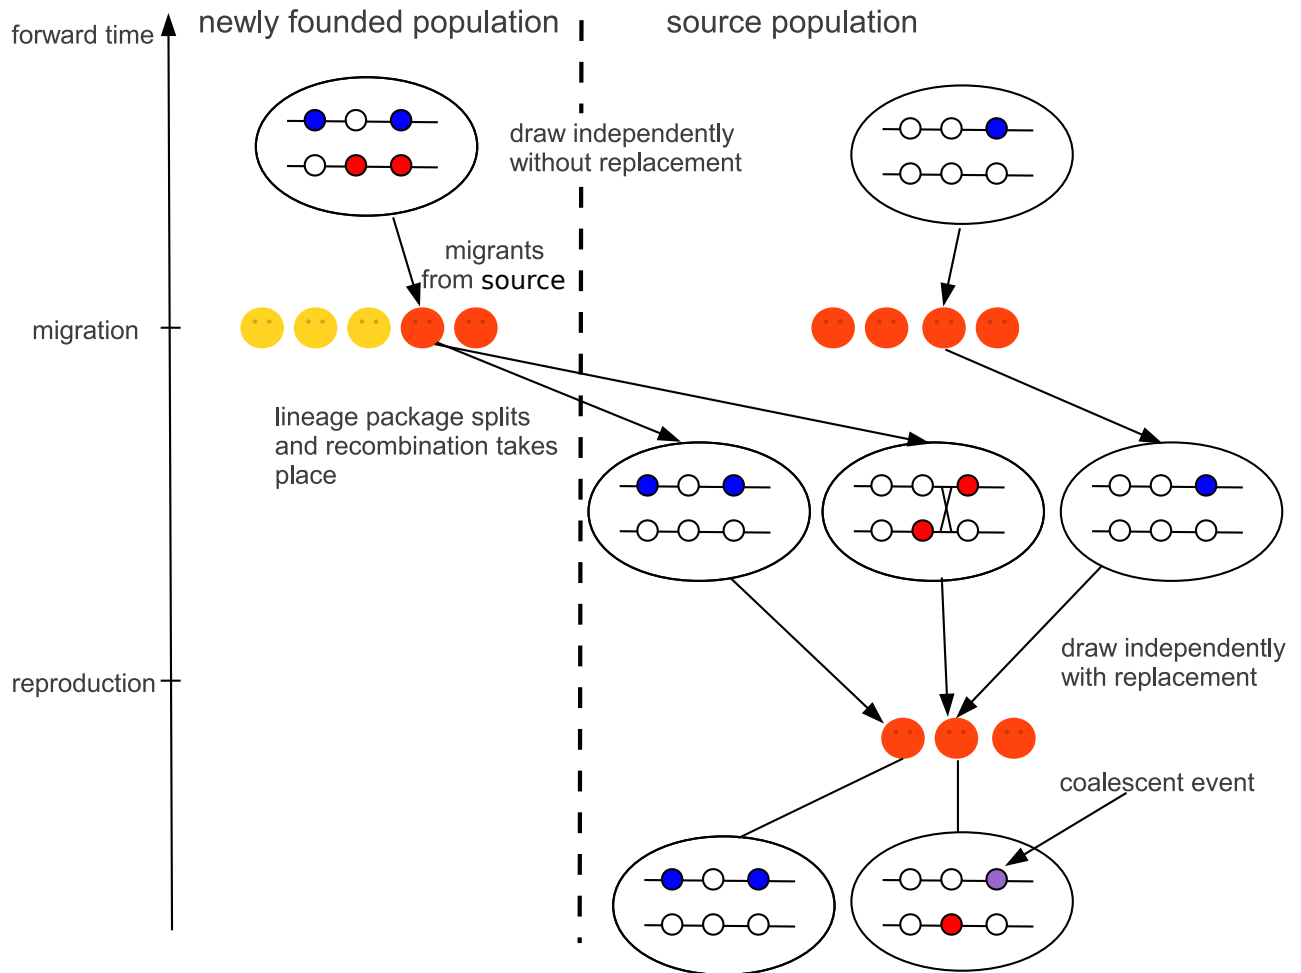 forward time
newly founded population
source population
draw independently
without replacement
migrants
from source
migration
lineage package splits
and recombination takes
place
draw independently
with replacement
reproduction
coalescent event